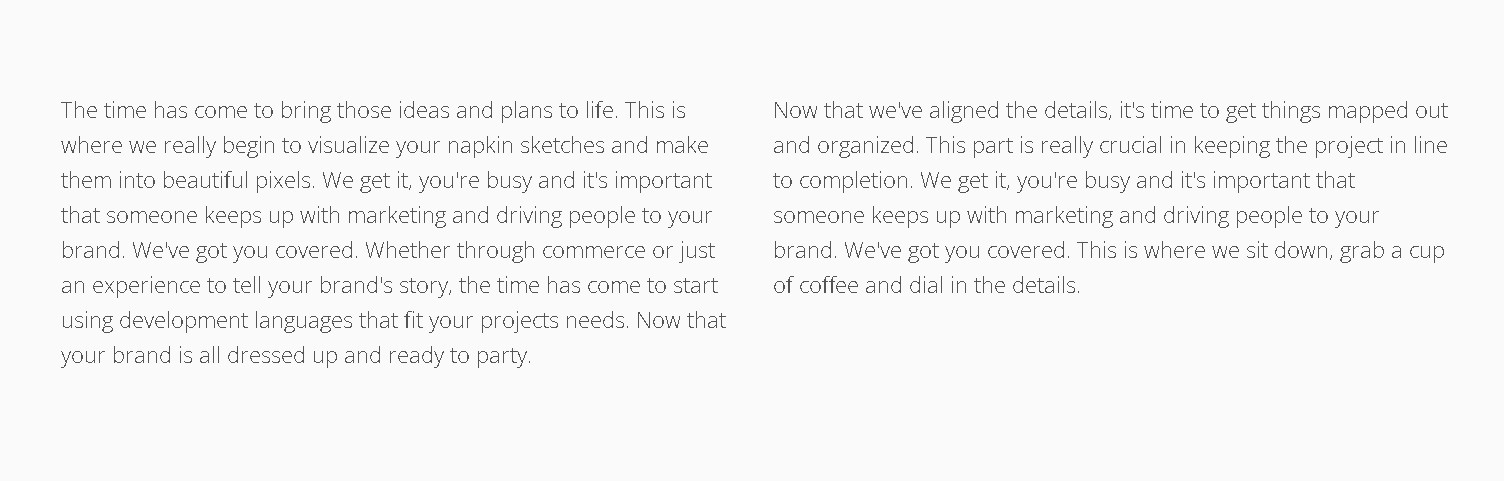 The time has come to bring those ideas and plans to life. This is
where we really begin to visualize your napkin sketches and make
them into beautiful pixels. We get it, you're busy and it's important
that someone keeps up with marketing and driving people to your
brand. We've got you covered. Whether through commerce or just
an experience to tell your brand's story, the time has come to start
using development languages that fit your projects needs. Now that
your brand is all dressed up and ready to party.
Now that we've aligned the details, it's time to get things mapped out
and organized. This part is really crucial in keeping the project in line
to completion. We get it, you're busy and it's important that
someone keeps up with marketing and driving people to your
brand. We've got you covered. This is where we sit down, grab a cup
of coffee and dial in the details.